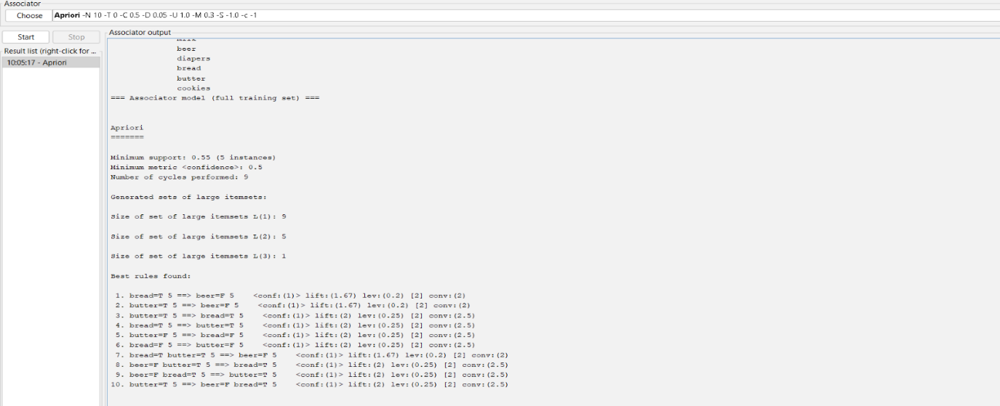 Associator
Choose Apriori -N 10 -T 0 -C 0.5 -D 0.05 -U 1.0 -M 0.3 -S -1.0 -c -1
Start Stop
Result list (right-click for ...
10:05:17 - Apriori
Associator output
beer
diapers
bread
butter
cookies
=== Associator model (full training set) ===
Apriori
=======
Minimum support: 0.55 (5 instances)
Minimum metric <confidence>: 0.5
Number of cycles performed: 9
Generated sets of large itemsets:
Size of set of large itemsets L(1): 9
Size of set of large itemsets L(2): 5
Size of set of large itemsets L(3): 1
Best rules found:
1. bread=T 5 ==> beer=F 5 <conf:(1)> lift:(1.67) lev:(0.2) [2] conv:(2)
2. butter=T 5 ==> beer=F 5 <conf:(1)> lift:(1.67) lev:(0.2) [2] conv:(2)
3. butter=T 5 ==> bread=T 5 <conf:(1)> lift:(2) lev:(0.25) [2] conv:(2.5)
4. bread=T 5 ==> butter=T 5 <conf:(1)> lift:(2) lev:(0.25) [2] conv:(2.5)
5. butter=F 5 ==> bread=F 5 <conf:(1)> lift:(2) lev:(0.25) [2] conv:(2.5)
6. bread=F 5 ==> butter=F 5 <conf:(1)> lift:(2) lev:(0.25) [2] conv:(2.5)
7. bread=T butter=T 5 ==> beer=F 5 <conf:(1)> lift:(1.67) lev:(0.2) [2] conv:(2)
8. beer=F butter=T 5 ==> bread=T 5 <conf:(1)> lift:(2) lev:(0.25) [2] conv:(2.5)
9. beer=F bread=T 5 ==> butter=T 5 <conf:(1)> lift:(2) lev:(0.25) [2] conv:(2.5)
10. butter=T 5 ==> beer=F bread=T 5 <conf:(1)> lift:(2) lev:(0.25) [2] conv:(2.5)